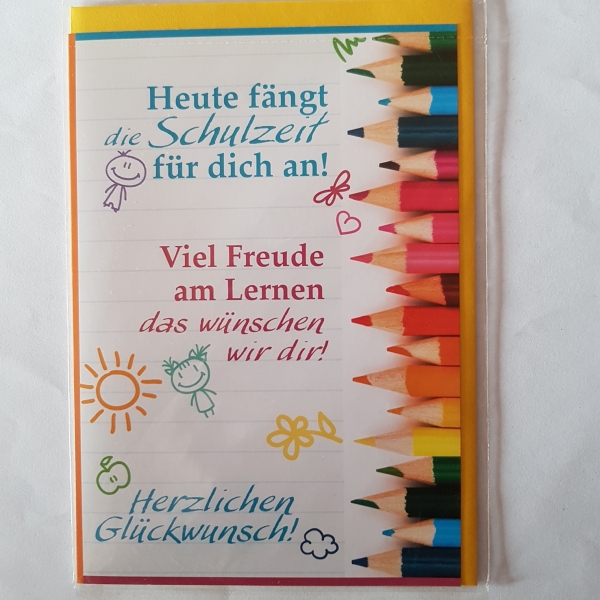 Heute fängt
die Schulzeit
für dich an!
Viel Freude
am Lernen
das wünschen
wir dir!
Herzlichen
Glückwunsch!